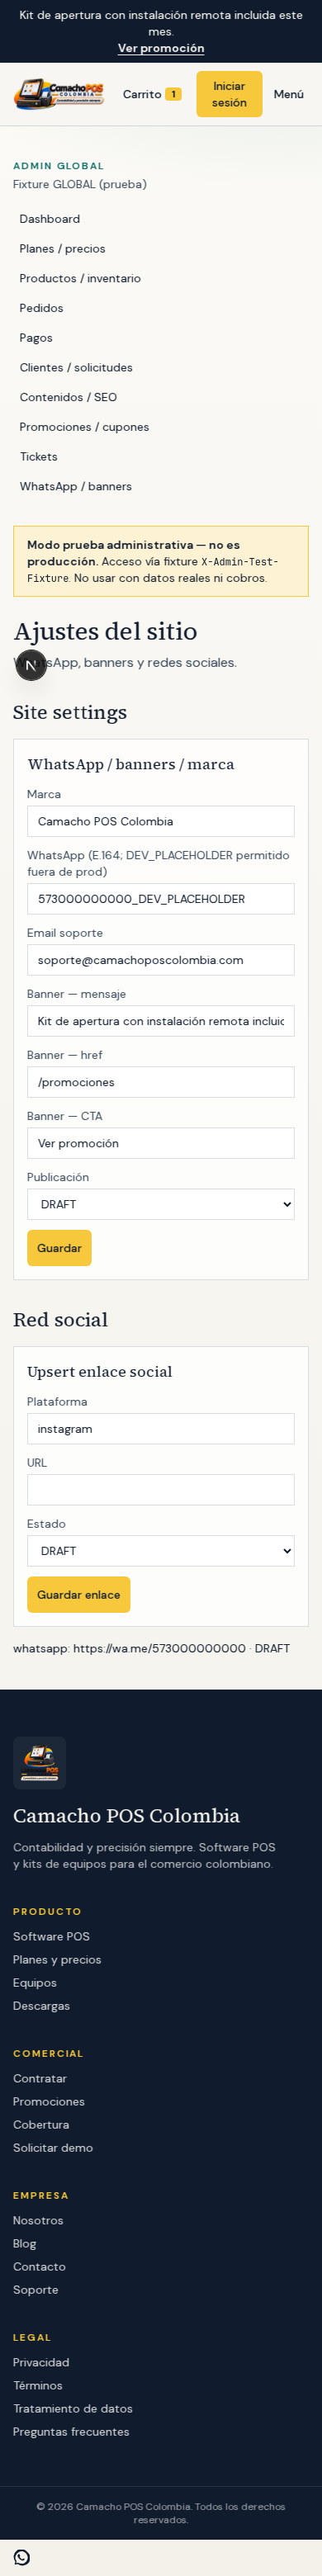 Kit de apertura con instalación remota incluida este
mes.
Ver promoción
Camacho POS
COLOMBIA
Carrito 1
Iniciar
sesión
Menú
ADMIN GLOBAL
Fixture GLOBAL (prueba)
Dashboard
Planes / precios
Productos / inventario
Pedidos
Pagos
Clientes / solicitudes
Contenidos / SEO
Promociones / cupones
Tickets
WhatsApp / banners
Modo prueba administrativa — no es
producción. Acceso vía fixture X-Admin-Test-
Fixture. No usar con datos reales ni cobros.
Ajustes del sitio
WhatsApp, banners y redes sociales.
N
Site settings
WhatsApp / banners / marca
Marca
Camacho POS Colombia
WhatsApp (E.164; DEV_PLACEHOLDER permitido
fuera de prod)
573000000000_DEV_PLACEHOLDER
Email soporte
soporte@camachoposcolombia.com
Banner — mensaje
Kit de apertura con instalación remota incluic
Banner — href
/promociones
Banner — CTA
Ver promoción
Publicación
DRAFT
Guardar
Red social
Upsert enlace social
Plataforma
instagram
URL
Estado
DRAFT
Guardar enlace
whatsapp: https://wa.me/573000000000 · DRAFT
Camacho POS Colombia
Contabilidad y precisión siempre. Software POS
y kits de equipos para el comercio colombiano.
PRODUCTO
Software POS
Planes y precios
Equipos
Descargas
COMERCIAL
Contratar
Promociones
Cobertura
Solicitar demo
EMPRESA
Nosotros
Blog
Contacto
Soporte
LEGAL
Privacidad
Términos
Tratamiento de datos
Preguntas frecuentes
© 2026 Camacho POS Colombia. Todos los derechos
reservados.